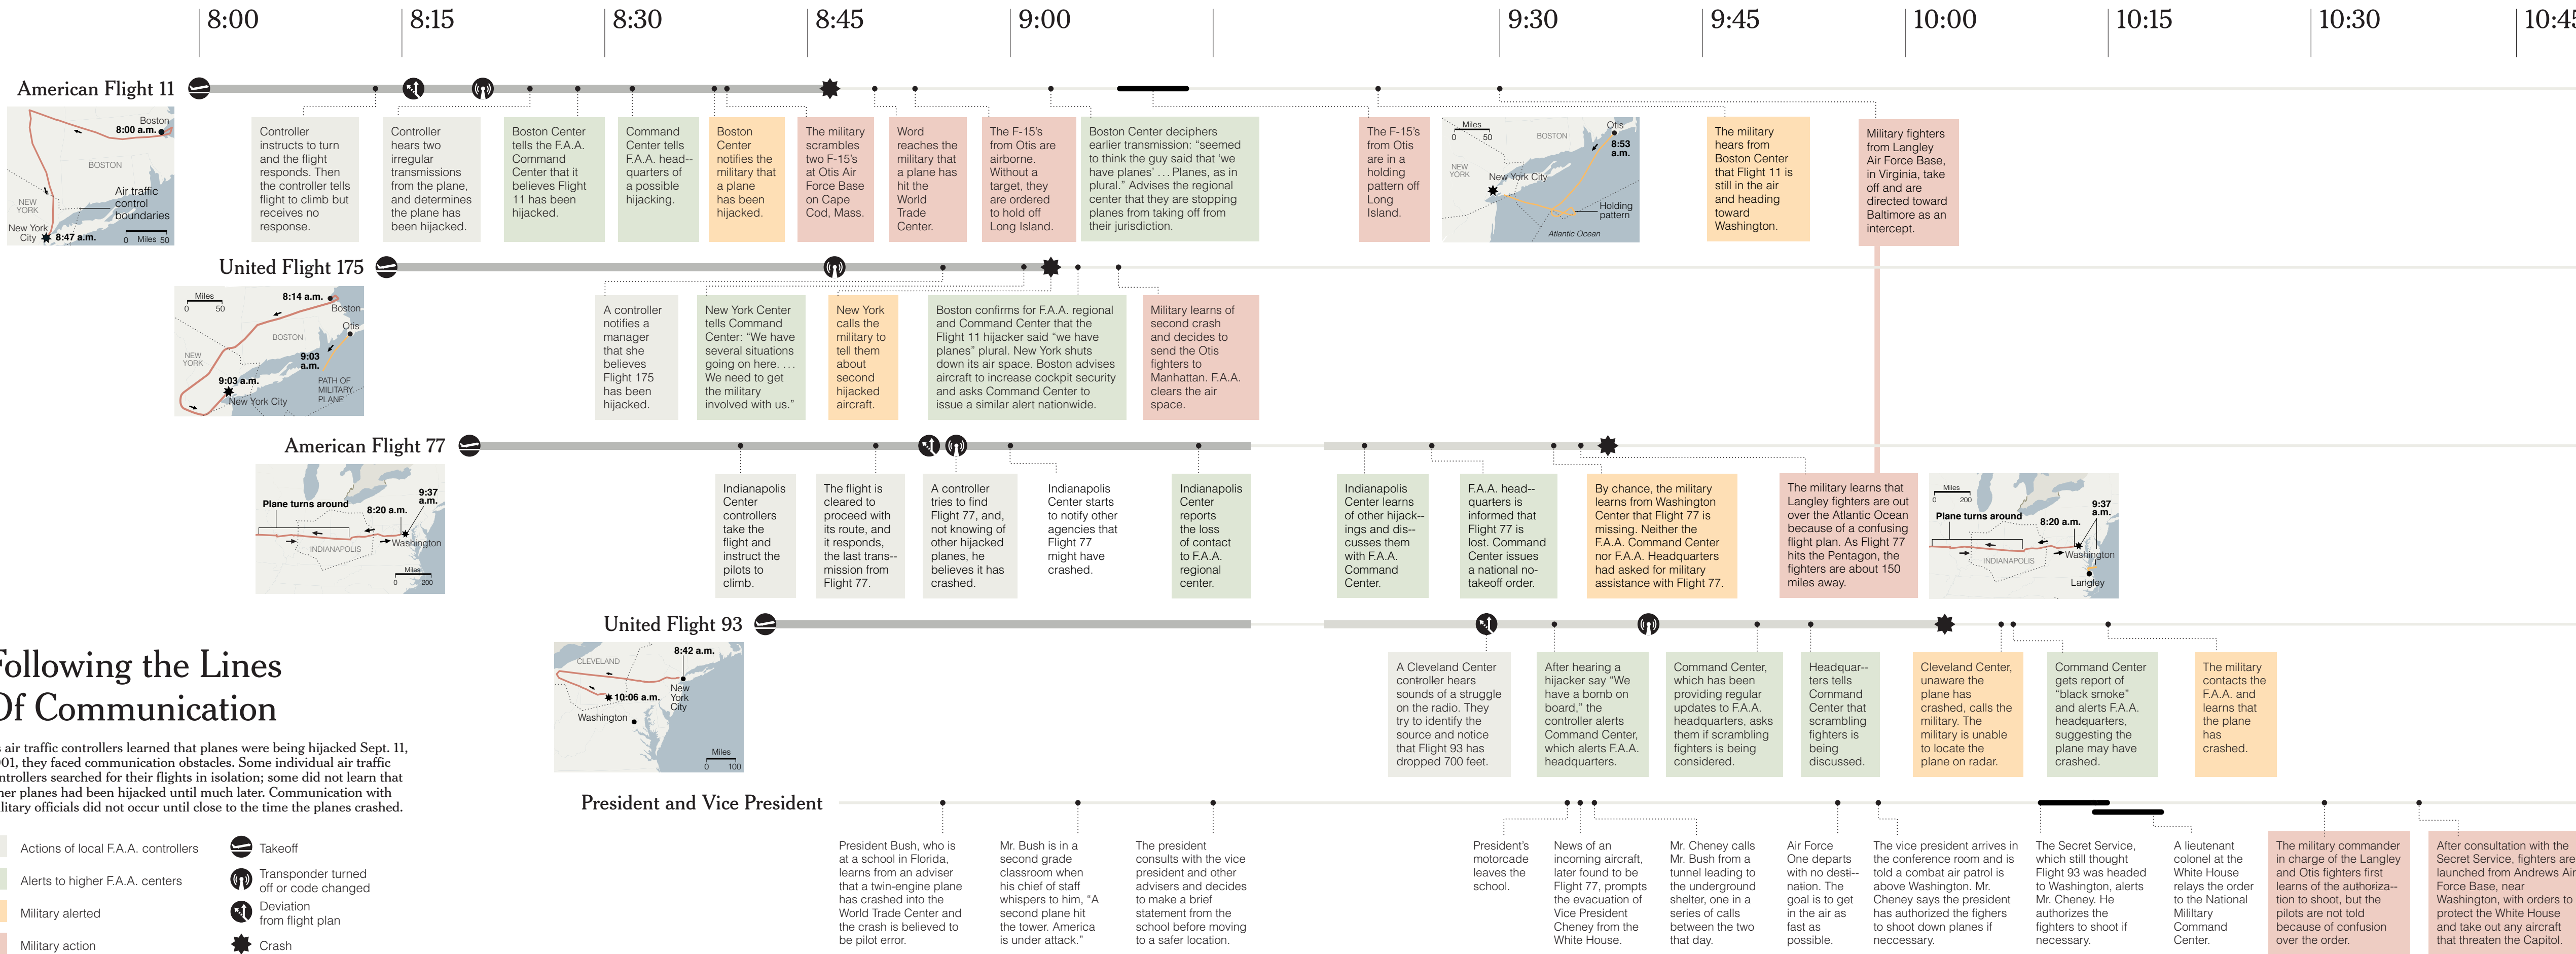 8:00
8:15
8:30
8:45
9:00
9:30
9:45
10:00
10:15
10:30
10:45
American Flight 11
Boston
8:00 a.m.
BOSTON
Air traffic
control
boundaries
NEW
YORK
New York
City
8:47 a.m.
0 Miles 50
Controller
instructs to turn
and the flight
responds. Then
the controller tells
flight to climb but
receives no
response.
Controller
hears two
irregular
transmissions
from the plane,
and determines
the plane has
been hijacked.
Boston Center
tells the F.A.A.
Command
Center that it
believes Flight
11 has been
hijacked.
Command
Center tells
F.A.A. head--
quarters of
a possible
hijacking.
Boston
Center
notifies the
military that
a plane
has been
hijacked.
The military
scrambles
two F-15’s
at Otis Air
Force Base
on Cape
Cod, Mass.
Word
reaches the
military that
a plane has
hit the
World
Trade
Center.
The F-15’s
from Otis are
airborne.
Without a
target, they
are ordered
to hold off
Long Island.
Boston Center deciphers
earlier transmission: “seemed
to think the guy said that ‘we
have planes’ . . . Planes, as in
plural.” Advises the regional
center that they are stopping
planes from taking off from
their jurisdiction.
The F-15’s
from Otis
are in a
holding
pattern off
Long
Island.
Miles
0 50
BOSTON
Otis
8:53
a.m.
NEW
YORK
New York City
Holding
pattern
Atlantic Ocean
The military
hears from
Boston Center
that Flight 11 is
still in the air
and heading
toward
Washington.
Military fighters
from Langley
Air Force Base,
in Virginia, take
off and are
directed toward
Baltimore as an
intercept.
United Flight 175
Miles
0 50
8:14 a.m.
Boston
Otis
BOSTON
NEW
YORK
9:03
a.m.
9:03 a.m.
PATH OF
MILITARY
PLANE
New York City
A controller
notifies a
manager
that she
believes
Flight 175
has been
hijacked.
New York Center
tells Command
Center: “We have
several situations
going on here. . . .
We need to get
the military
involved with us.”
New York
calls the
military to
tell them
about
second
hijacked
aircraft.
Boston confirms for F.A.A. regional
and Command Center that the
Flight 11 hijacker said “we have
planes” plural. New York shuts
down its air space. Boston advises
aircraft to increase cockpit security
and asks Command Center to
issue a similar alert nationwide.
Military learns of
second crash
and decides to
send the Otis
fighters to
Manhattan. F.A.A.
clears the air
space.
American Flight 77
Plane turns around
9:37
a.m.
8:20 a.m.
Washington
INDIANAPOLIS
Miles
0 200
Indianapolis
Center
controllers
take the
flight and
instruct the
pilots to
climb.
The flight is
cleared to
proceed with
its route, and
it responds,
the last trans--
mission from
Flight 77.
A controller
tries to find
Flight 77, and,
not knowing of
other hijacked
planes, he
believes it has
crashed.
Indianapolis
Center starts
to notify other
agencies that
Flight 77
might have
crashed.
Indianapolis
Center
reports
the loss
of contact
to F.A.A.
regional
center.
Indianapolis
Center learns
of other hijack--
ings and dis--
cusses them
with F.A.A.
Command
Center.
F.A.A. head--
quarters is
informed that
Flight 77 is
lost. Command
Center issues
a national no-
takeoff order.
By chance, the military
learns from Washington
Center that Flight 77 is
missing. Neither the
F.A.A. Command Center
nor F.A.A. Headquarters
had asked for military
assistance with Flight 77.
The military learns that
Langley fighters are out
over the Atlantic Ocean
because of a confusing
flight plan. As Flight 77
hits the Pentagon, the
fighters are about 150
miles away.
Miles
0 200
Plane turns around
9:37
a.m.
8:20 a.m.
Washington
INDIANAPOLIS
Langley
United Flight 93
8:42 a.m.
CLEVELAND
New
York
City
10:06 a.m.
Washington
Miles
0 100
A Cleveland Center
controller hears
sounds of a struggle
on the radio. They
try to identify the
source and notice
that Flight 93 has
dropped 700 feet.
After hearing a
hijacker say “We
have a bomb on
board,” the
controller alerts
Command Center,
which alerts F.A.A.
headquarters.
Command Center,
which has been
providing regular
updates to F.A.A.
headquarters, asks
them if scrambling
fighters is being
considered.
Headquar--
ters tells
Command
Center that
scrambling
fighters is
being
discussed.
Cleveland Center,
unaware the
plane has
crashed, calls the
military. The
military is unable
to locate the
plane on radar.
Command Center
gets report of
“black smoke”
and alerts F.A.A.
headquarters,
suggesting the
plane may have
crashed.
The military
contacts the
F.A.A. and
learns that
the plane
has
crashed.
Following the Lines
Of Communication
air traffic controllers learned that planes were being hijacked Sept. 11,
01, they faced communication obstacles. Some individual air traffic
ntrollers searched for their flights in isolation; some did not learn that
her planes had been hijacked until much later. Communication with
ilitary officials did not occur until close to the time the planes crashed.
Actions of local F.A.A. controllers
Alerts to higher F.A.A. centers
Military alerted
Military action
Takeoff
Transponder turned
off or code changed
Deviation
from flight plan
Crash
President and Vice President
President Bush, who is
at a school in Florida,
learns from an adviser
that a twin-engine plane
has crashed into the
World Trade Center and
the crash is believed to
be pilot error.
Mr. Bush is in a
second grade
classroom when
his chief of staff
whispers to him, “A
second plane hit
the tower. America
is under attack.”
The president
consults with the vice
president and other
advisers and decides
to make a brief
statement from the
school before moving
to a safer location.
President’s
motorcade
leaves the
school.
News of an
incoming aircraft,
later found to be
Flight 77, prompts
the evacuation of
Vice President
Cheney from the
White House.
Mr. Cheney calls
Mr. Bush from a
tunnel leading to
the underground
shelter, one in a
series of calls
between the two
that day.
Air Force
One departs
with no desti--
nation. The
goal is to get
in the air as
fast as
possible.
The vice president arrives in
the conference room and is
told a combat air patrol is
above Washington. Mr.
Cheney says the president
has authorized the fighers
to shoot down planes if
neccessary.
The Secret Service,
which still thought
Flight 93 was headed
to Washington, alerts
Mr. Cheney. He
authorizes the
fighters to shoot if
necessary.
A lieutenant
colonel at the
White House
relays the order
to the National
Mililtary
Command
Center.
The military commander
in charge of the Langley
and Otis fighters first
learns of the authoriza--
tion to shoot, but the
pilots are not told
because of confusion
over the order.
After consultation with the
Secret Service, fighters are
launched from Andrews Air
Force Base, near
Washington, with orders to
protect the White House
and take out any aircraft
that threaten the Capitol.